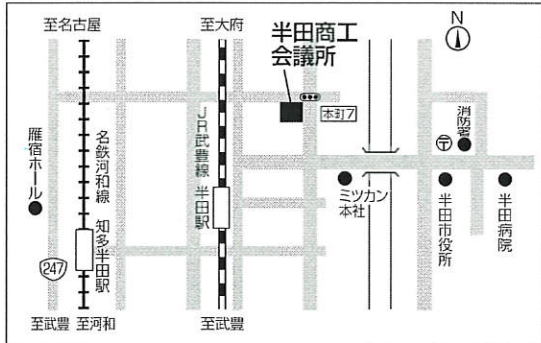 至名古屋
至大府
半田商工
会議所
N
本町7
消防署
〒
JR武豊線 半田駅
名鉄河和線 知多半田駅
雁宿ホール
ミツカン
本社
半田市役所
半田病院
247
至武豊
至河和
至武豊